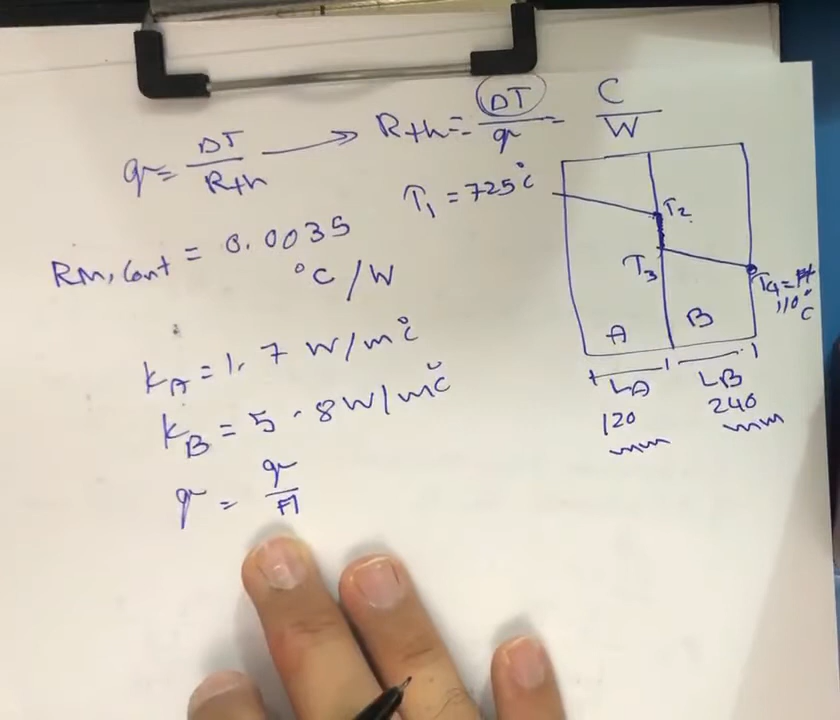 q = ΔT / Rth → Rth = ΔT / q = C / W
T₁ = 725°C
T₂
T₃
T₄ =
110°C
A B
LA LB
120 240
mm mm
Rth, Cont = 0.0035
°C/W
KA = 1.7 W/m°C
KB = 5.8 W/m°C
q = q / A